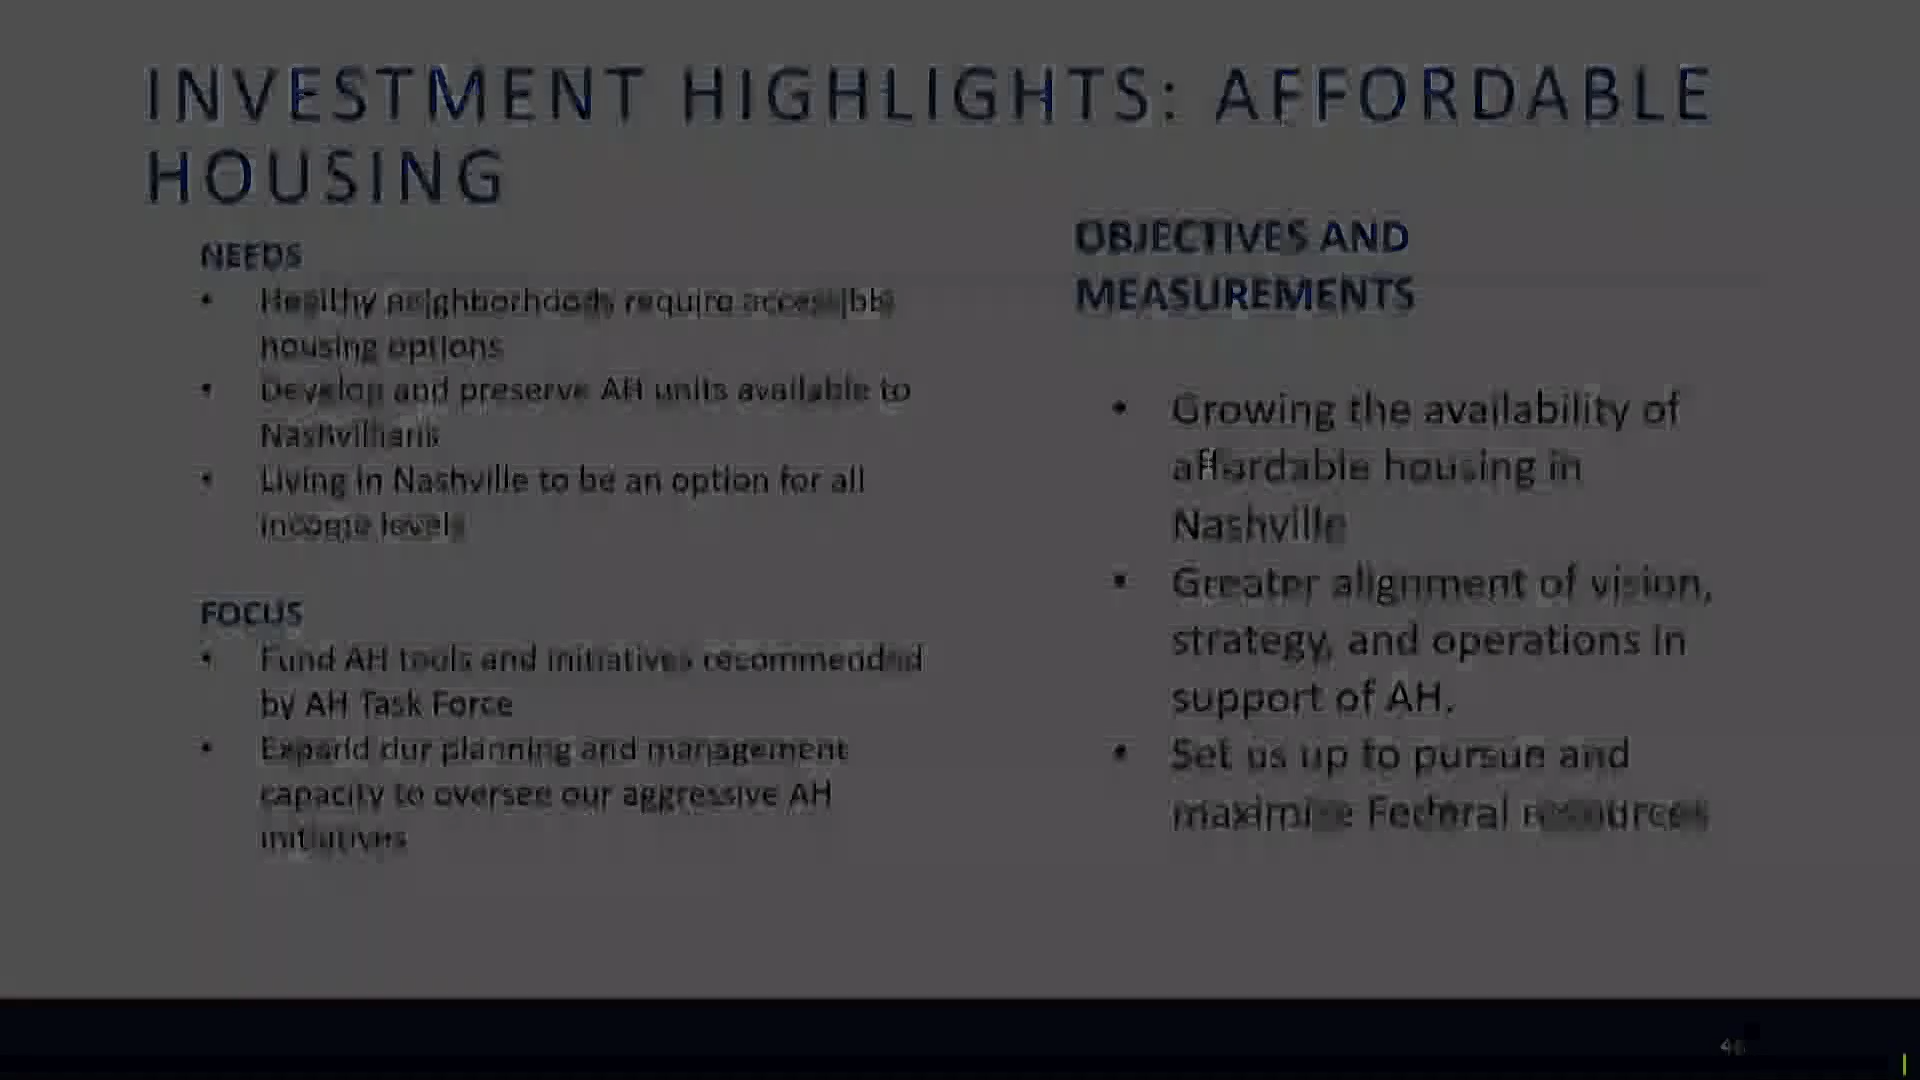 INVESTMENT HIGHLIGHTS: AFFORDABLE
HOUSING
NEEDS
• Healthy neighborhoods require accessible
housing options
• Develop and preserve AH units available to
Nashvillians
• Living in Nashville to be an option for all
income levels
FOCUS
• Fund AH tools and initiatives recommended
by AH Task Force
• Expand our planning and management
capacity to oversee our aggressive AH
initiatives
OBJECTIVES AND
MEASUREMENTS
• Growing the availability of
affordable housing in
Nashville
• Greater alignment of vision,
strategy, and operations in
support of AH.
• Set us up to pursue and
maximize Federal resources